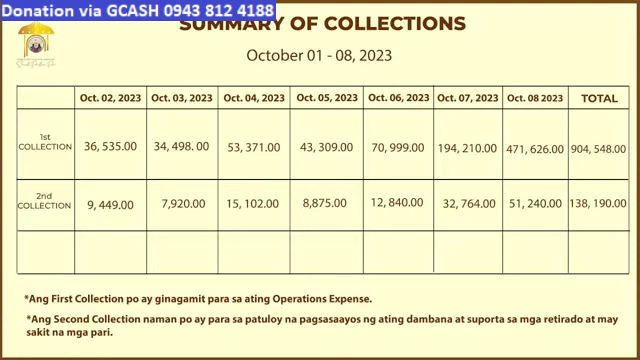 Donation via GCASH 0943 812 4188
SUMMARY OF COLLECTIONS
October 01 - 08, 2023
Oct. 02, 2023 Oct. 03, 2023 Oct. 04, 2023 Oct. 05, 2023 Oct. 06, 2023 Oct. 07, 2023 Oct. 08 2023 TOTAL
1st
COLLECTION 36, 535.00 34, 498. 00 53, 371.00 43, 309.00 70, 999.00 194, 210.00 471, 626.00 904, 548.00
2nd
COLLECTION 9, 449.00 7,920.00 15, 102.00 8,875.00 12, 840.00 32, 764.00 51, 240.00 138, 190.00
*Ang First Collection po ay ginagamit para sa ating Operations Expense.
*Ang Second Collection naman po ay para sa patuloy na pagsasaayos ng ating dambana at suporta sa mga retirado at may
sakit na mga pari.